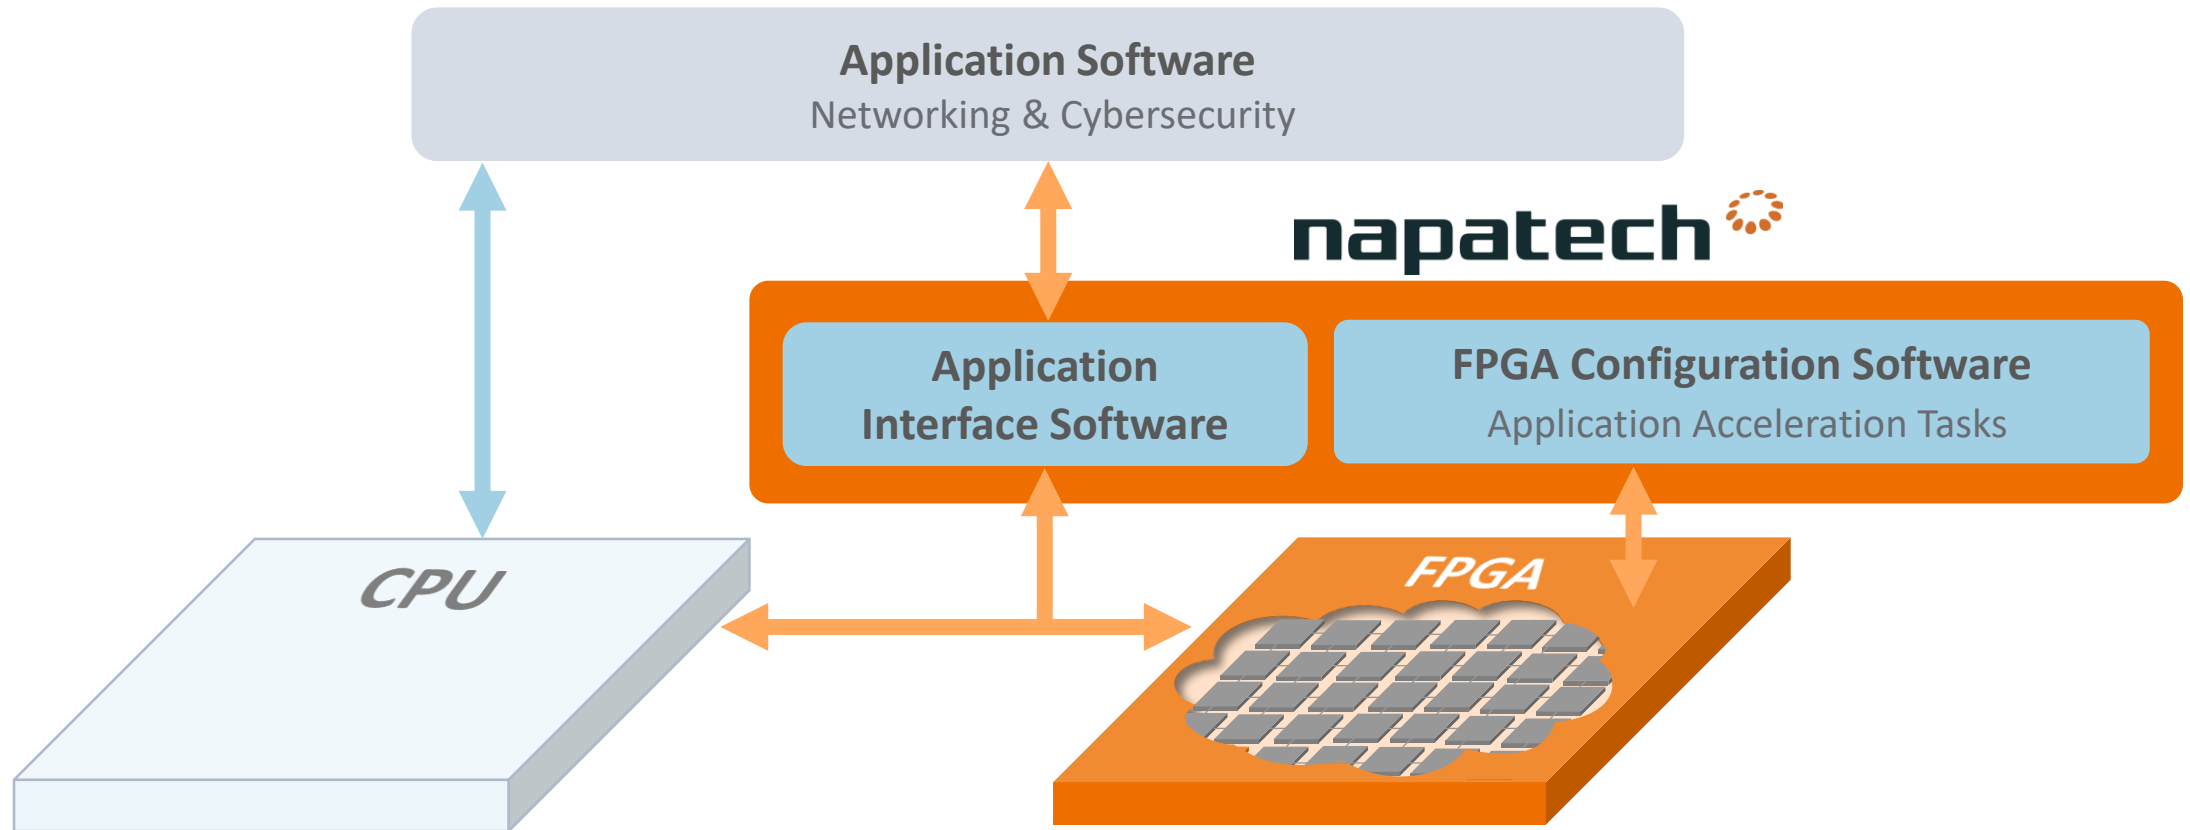 Application Software
Networking & Cybersecurity
napatech
Application
Interface Software
FPGA Configuration Software
Application Acceleration Tasks
CPU
FPGA